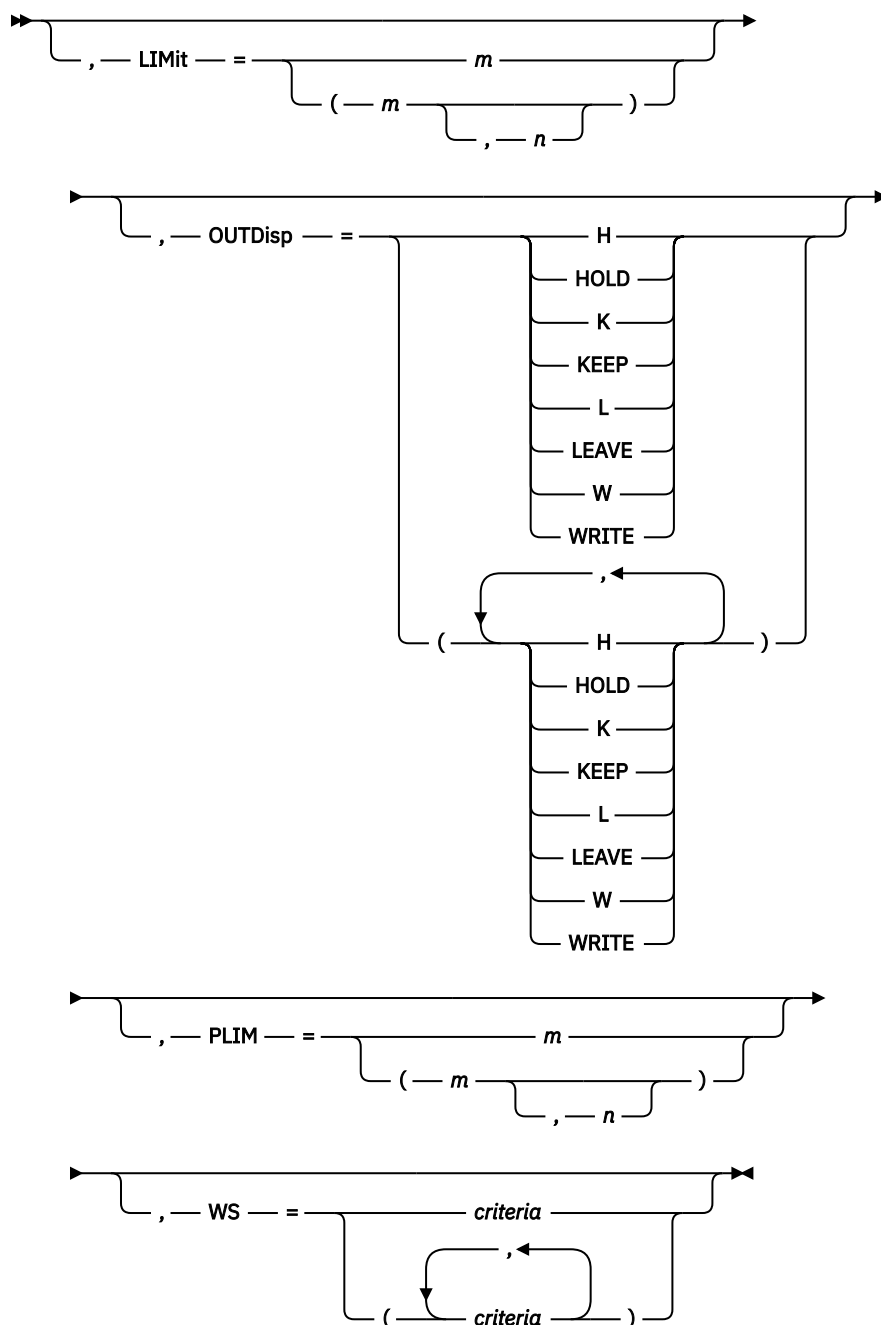 , LIMit = m
( m )
, n
, OUTDisp = H
HOLD
K
KEEP
L
LEAVE
W
WRITE
,
( H )
HOLD
K
KEEP
L
LEAVE
W
WRITE
, PLIM = m
( m )
, n
, WS = criteria
,
( criteria )